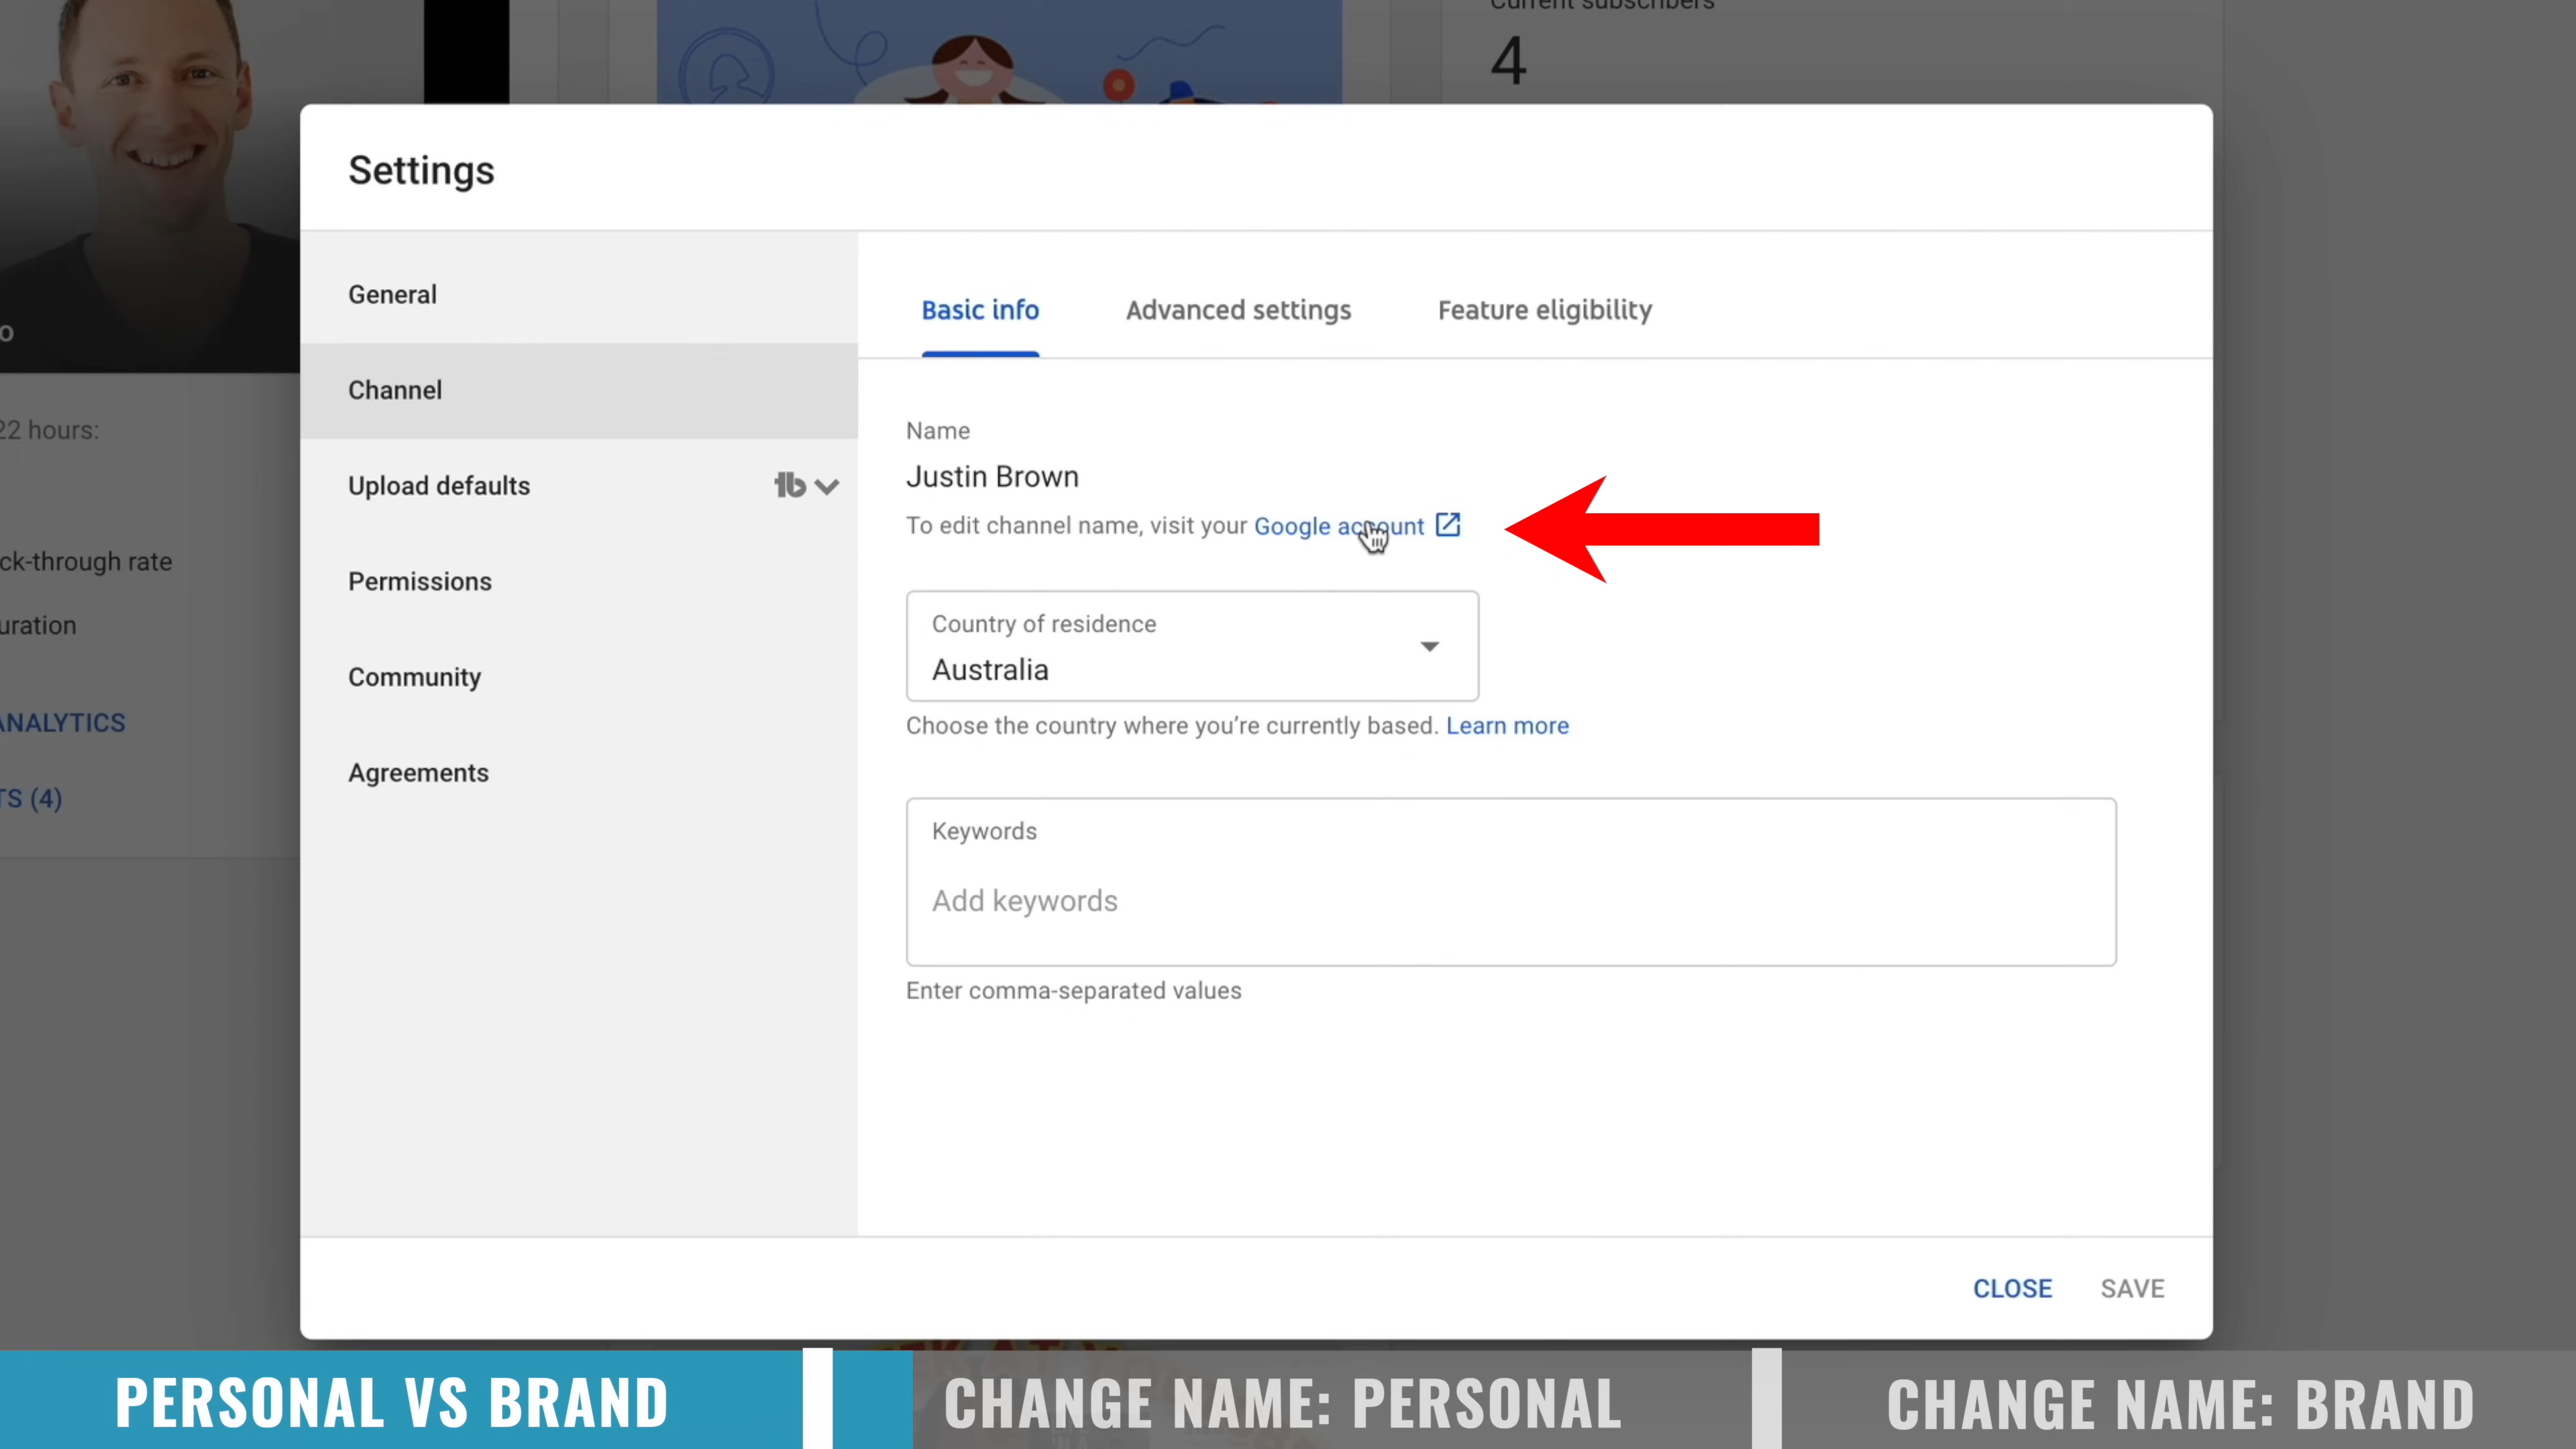 Current subscribers
4
Settings
General
Channel
Upload defaults
Permissions
Community
Agreements
Basic info
Advanced settings
Feature eligibility
Name
Justin Brown
To edit channel name, visit your Google account
Country of residence
Australia
Choose the country where you’re currently based. Learn more
Keywords
Add keywords
Enter comma-separated values
CLOSE
SAVE
o
22 hours:
ck-through rate
uration
ANALYTICS
TS (4)
PERSONAL VS BRAND
CHANGE NAME: PERSONAL
CHANGE NAME: BRAND